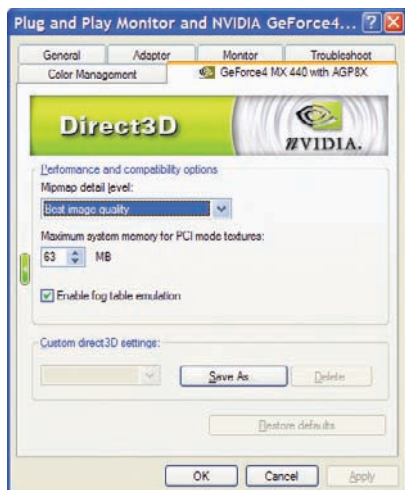 Plug and Play Monitor and NVIDIA GeForce4...
General Adapter Monitor Troubleshoot
Color Management GeForce4 MX 440 with AGP8X
Direct3D nVIDIA.
Performance and compatibility options
Mipmap detail level:
Best image quality
Maximum system memory for PCI mode textures:
63 MB
Enable fog table emulation
Custom direct3D settings:
Save As Delete
Restore defaults
OK Cancel Apply